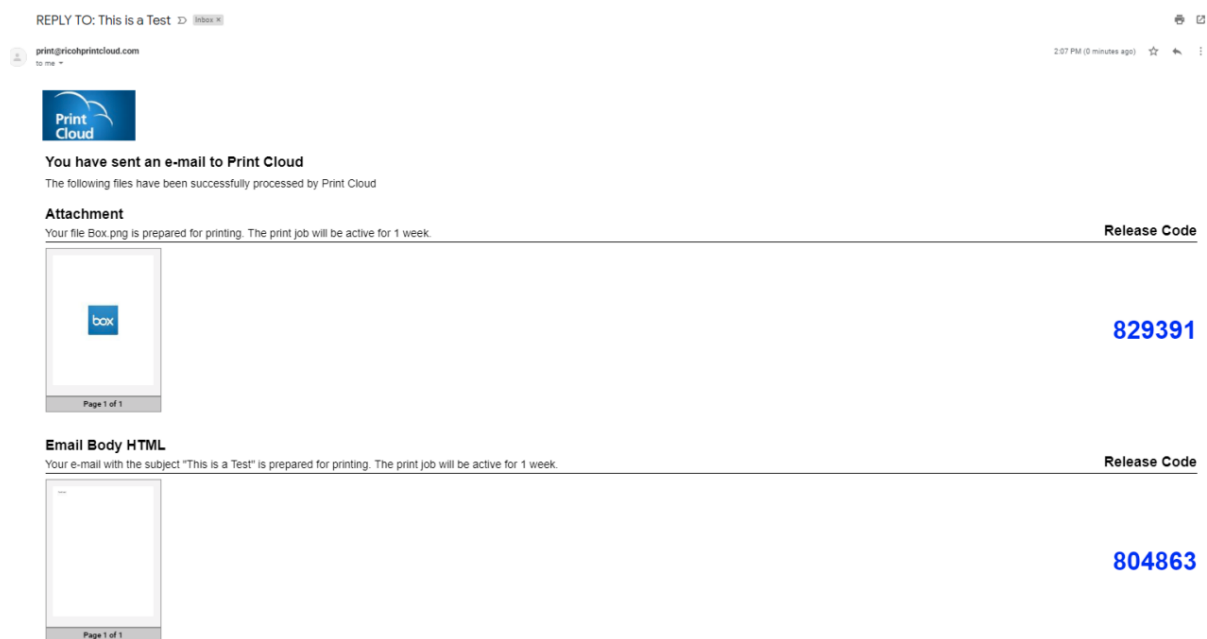 REPLY TO: This is a Test Inbox ×
print@ricohprintcloud.com 2:07 PM (0 minutes ago)
to me
Print
Cloud
You have sent an e-mail to Print Cloud
The following files have been successfully processed by Print Cloud
Attachment
Your file Box.png is prepared for printing. The print job will be active for 1 week. Release Code
box
829391
Page 1 of 1
Email Body HTML
Your e-mail with the subject "This is a Test" is prepared for printing. The print job will be active for 1 week. Release Code
804863
Page 1 of 1